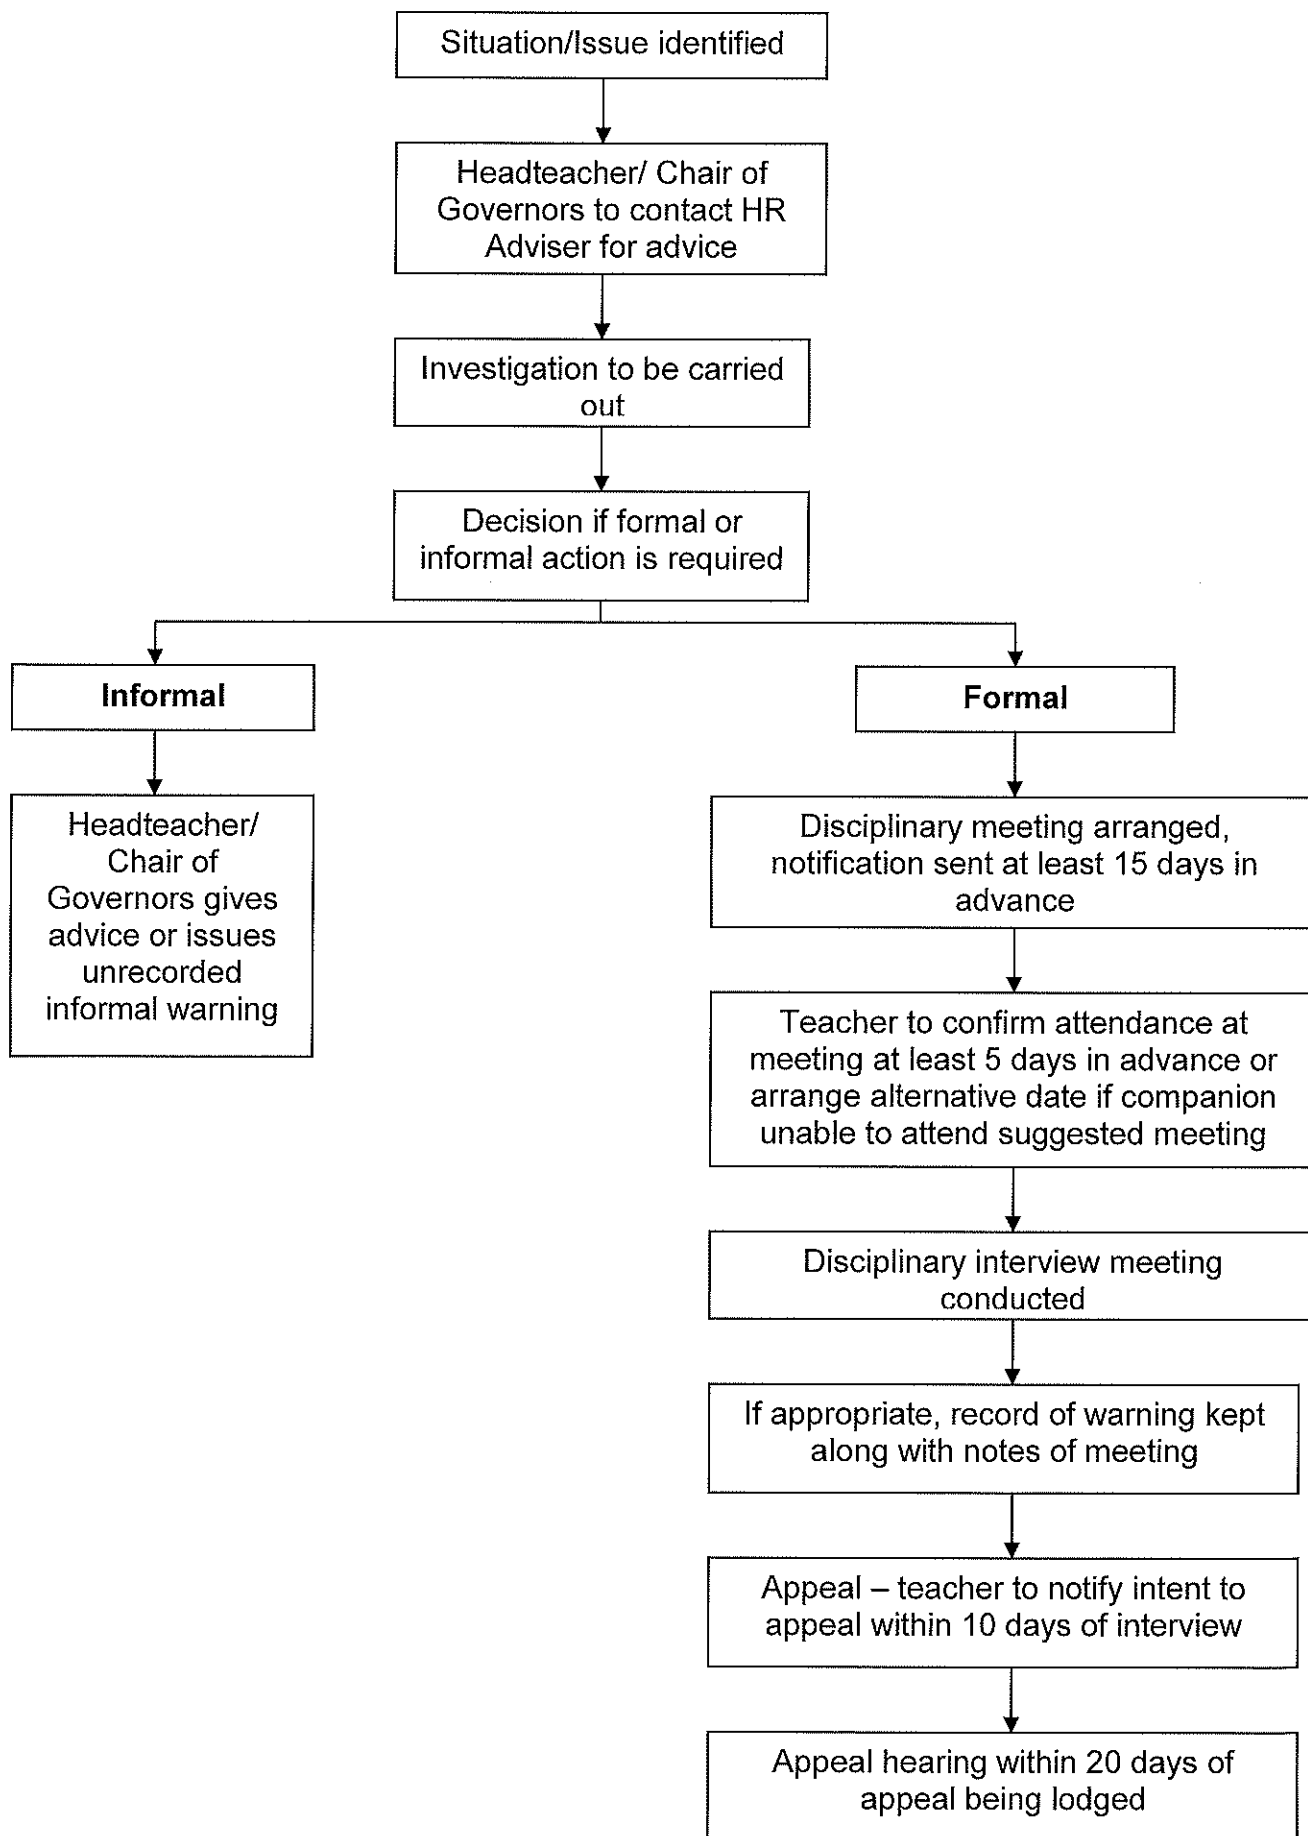 Situation/Issue identified
Headteacher/ Chair of
Governors to contact HR
Adviser for advice
Investigation to be carried
out
Decision if formal or
informal action is required
Informal
Headteacher/
Chair of
Governors gives
advice or issues
unrecorded
informal warning
Formal
Disciplinary meeting arranged,
notification sent at least 15 days in
advance
Teacher to confirm attendance at
meeting at least 5 days in advance or
arrange alternative date if companion
unable to attend suggested meeting
Disciplinary interview meeting
conducted
If appropriate, record of warning kept
along with notes of meeting
Appeal – teacher to notify intent to
appeal within 10 days of interview
Appeal hearing within 20 days of
appeal being lodged